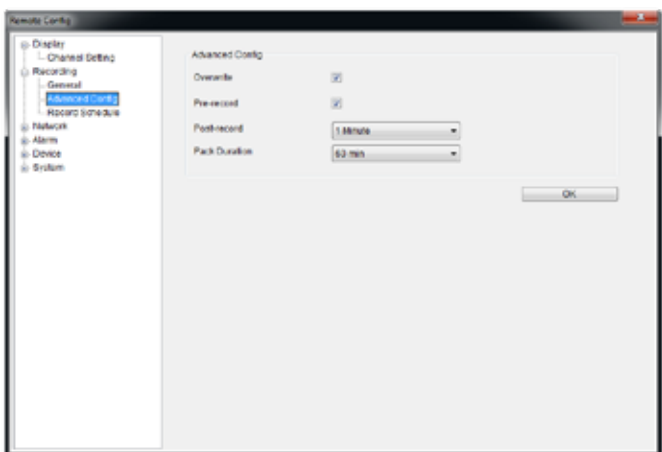 Remote Config
Display
Channel Setting
Recording
General
Advanced Config
Record Schedule
Network
Alarm
Device
System
Advanced Config
Overwrite
Pre-record
Post-record
1 Minute
Pack Duration
60 min
OK